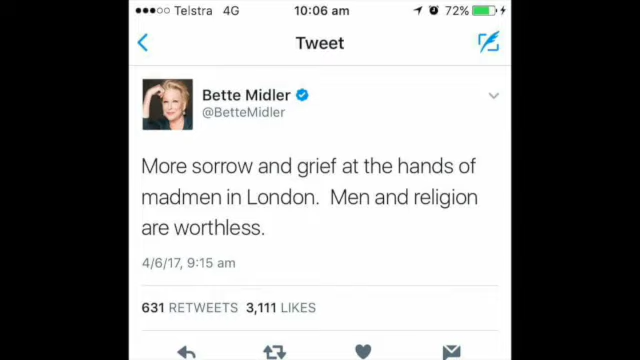 Telstra 4G 10:06 am 72%
Tweet
Bette Midler
@BetteMidler
More sorrow and grief at the hands of
madmen in London. Men and religion
are worthless.
4/6/17, 9:15 am
631 RETWEETS 3,111 LIKES